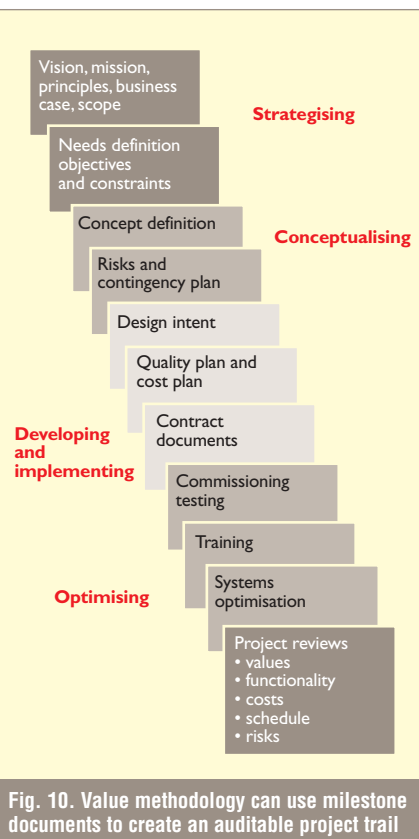 Vision, mission,
principles, business
case, scope
Strategising
Needs definition
objectives
and constraints
Concept definition
Conceptualising
Risks and
contingency plan
Design intent
Quality plan and
cost plan
Contract
documents
Developing
and
implementing
Commissioning
testing
Training
Optimising
Systems
optimisation
Project reviews
• values
• functionality
• costs
• schedule
• risks
Fig. 10. Value methodology can use milestone
documents to create an auditable project trail